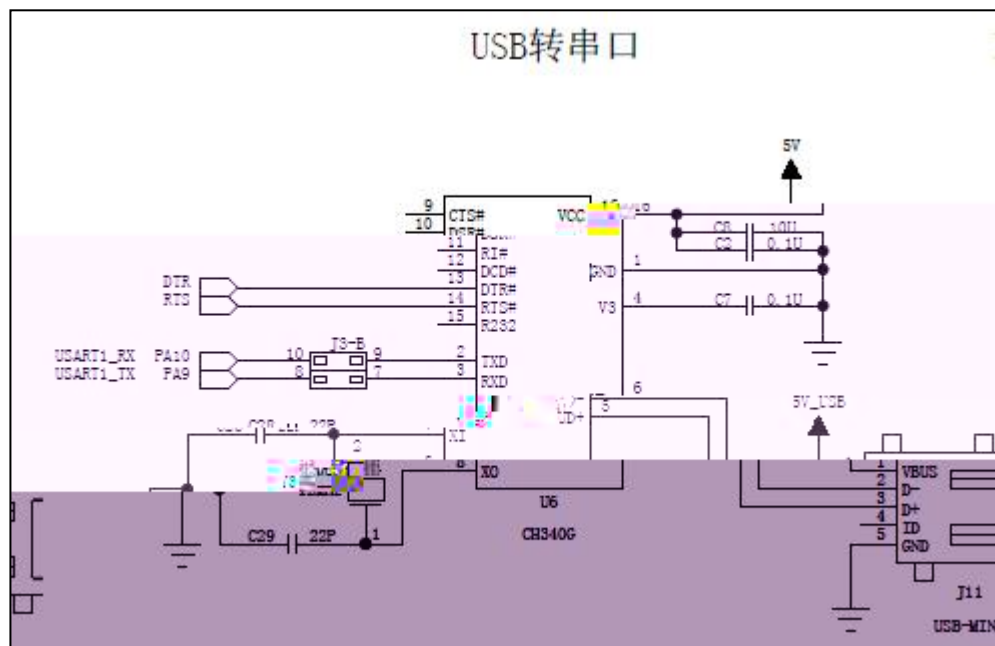 USB转串口
5V
9 CTS# VCC
10
C8 10U
11 C2 0.1U
12 RI#
DCD# GND 1
DTR 13 DTR#
RTS 14 RTS# V3 4 C7 0.1U
15 R232
J3-B
USART1_RX PA10 10 9 2 TXD
USART1_TX PA9 8 7 3 RXD
6
5V_USB
UD+ 5
22P XI
2
8 XO
1 VBUS
2 D-
3 D+
4 ID
5 GND
U6
CH340G
C29 22P 1
J11
USB-MIN